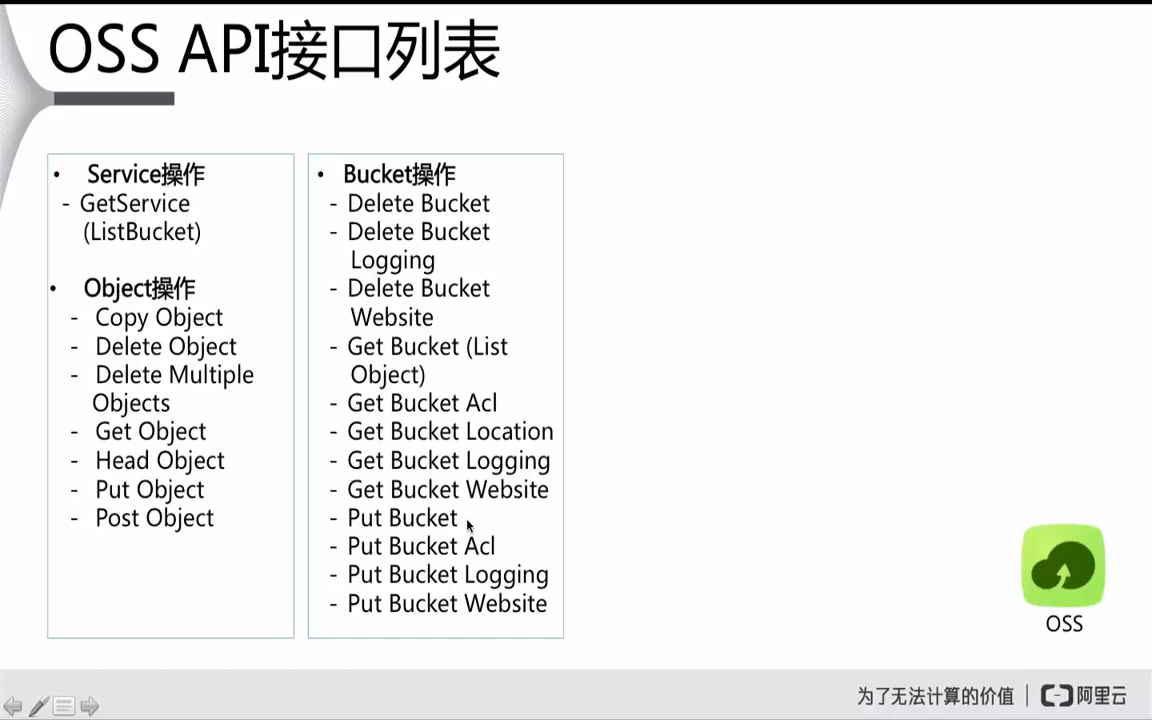 OSS API接口列表
• Service操作
- GetService
(ListBucket)
• Object操作
- Copy Object
- Delete Object
- Delete Multiple
Objects
- Get Object
- Head Object
- Put Object
- Post Object
• Bucket操作
- Delete Bucket
- Delete Bucket
Logging
- Delete Bucket
Website
- Get Bucket (List
Object)
- Get Bucket Acl
- Get Bucket Location
- Get Bucket Logging
- Get Bucket Website
- Put Bucket
- Put Bucket Acl
- Put Bucket Logging
- Put Bucket Website
OSS
为了无法计算的价值 | 阿里云